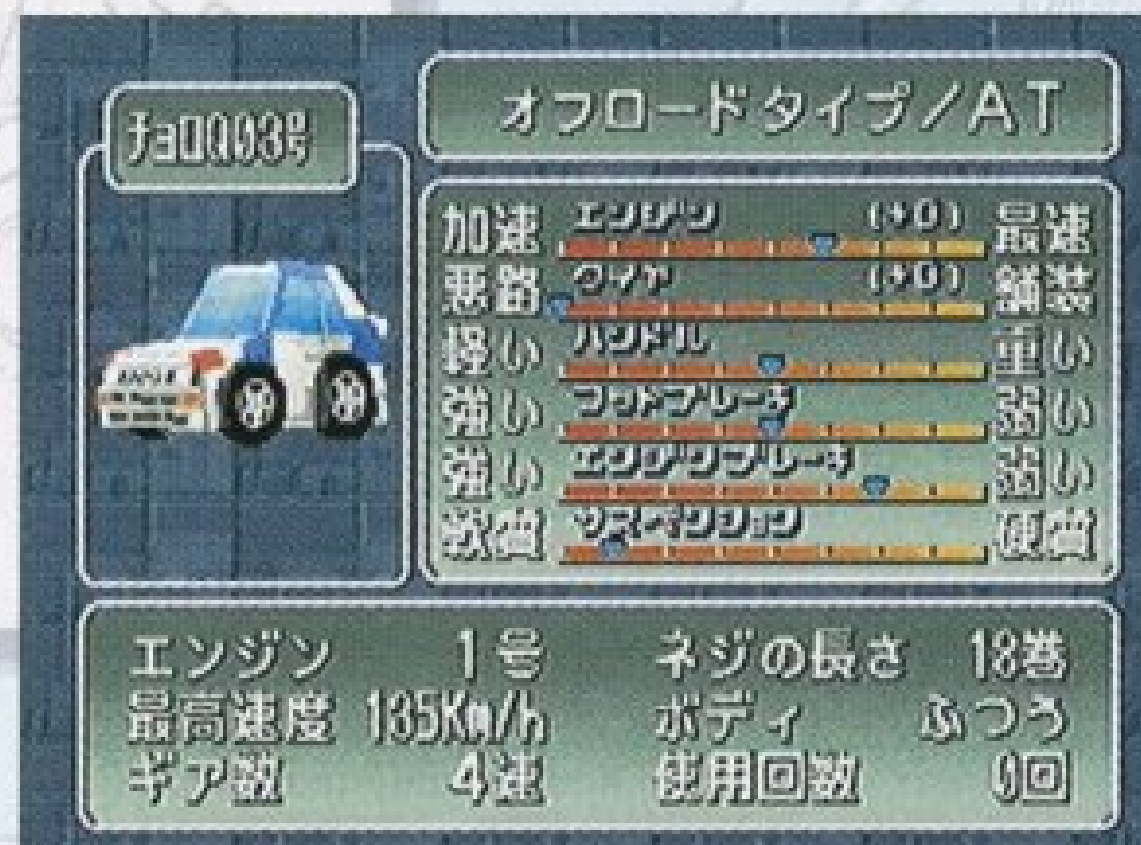 チョロQ03号
オフロードタイプ/AT
加速 エンジン (+0) 最速
悪路 タイヤ (+0) 舗装
軽い ハンドル 重い
強い フットブレーキ 弱い
強い エンジンブレーキ 弱い
軟質 サスペンション 硬質
エンジン 1号 ネジの長さ 18巻
最高速度 135Km/h ボディ ふつう
ギア数 4速 使用回数 0回